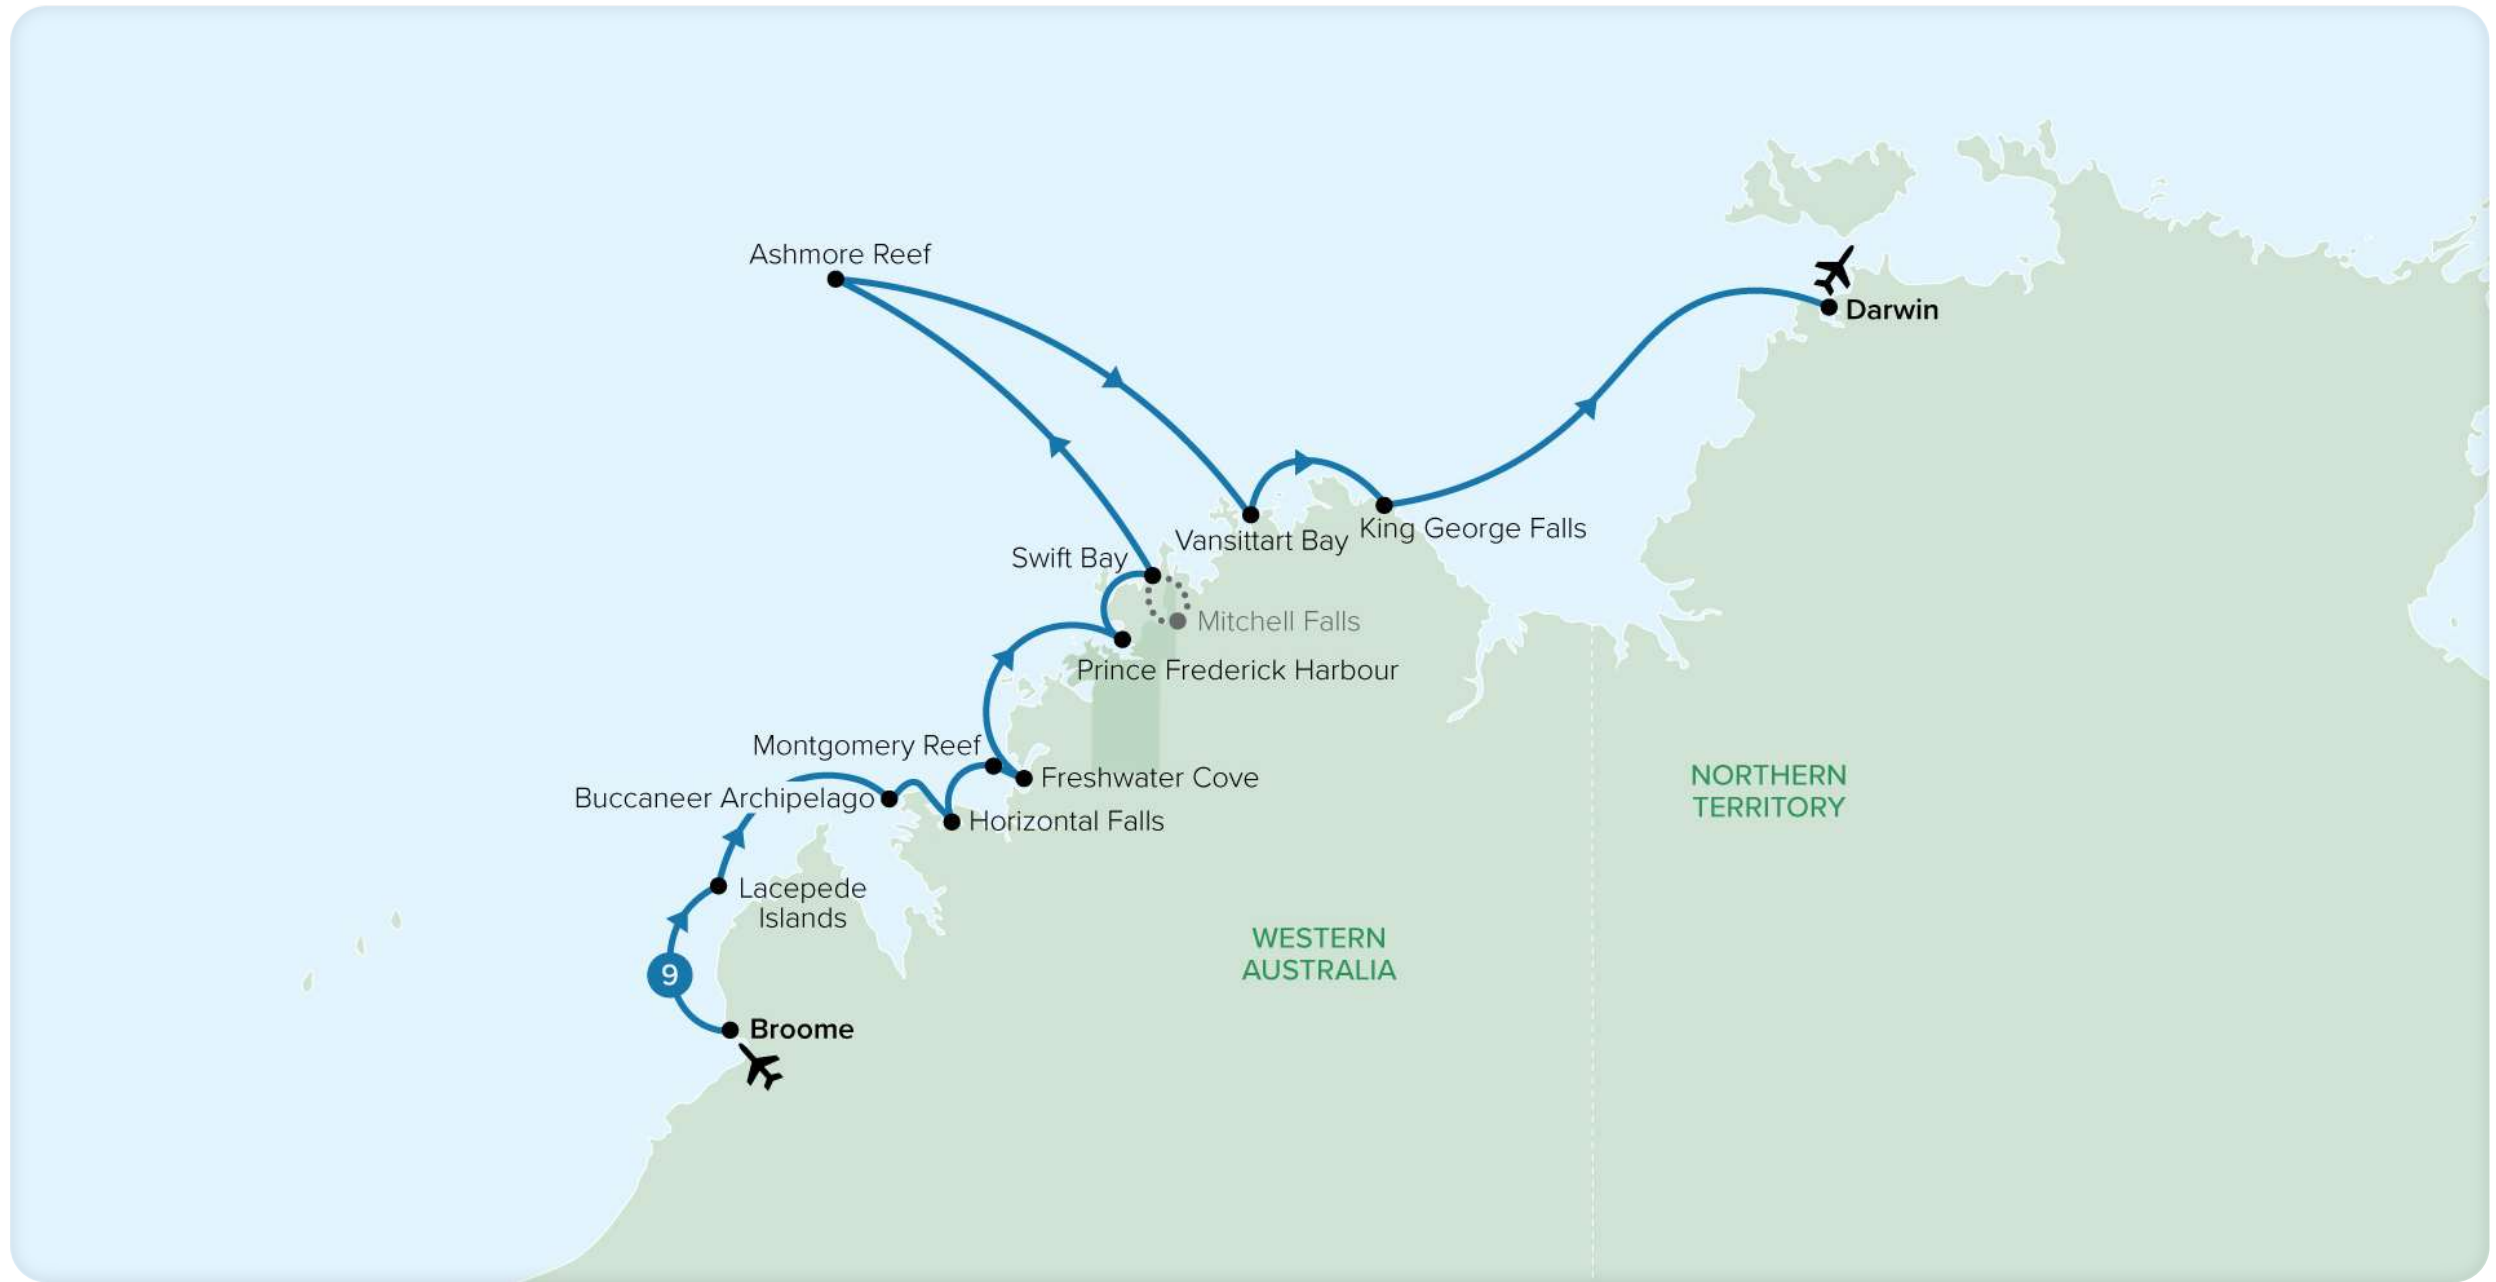 Ashmore Reef
Darwin
Vansittart Bay
King George Falls
Swift Bay
Mitchell Falls
Prince Frederick Harbour
Montgomery Reef
Freshwater Cove
Buccaneer Archipelago
Horizontal Falls
NORTHERN
TERRITORY
Lacepede
Islands
WESTERN
AUSTRALIA
9
Broome